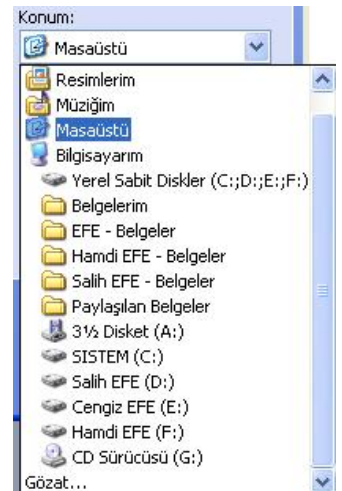 Konum:
Masaüstü
Resimlerim
Müziğim
Masaüstü
Bilgisayarım
Yerel Sabit Diskler (C:;D:;E:;F:)
Belgelerim
EFE - Belgeler
Hamdi EFE - Belgeler
Salih EFE - Belgeler
Paylaşılan Belgeler
3½ Disket (A:)
SISTEM (C:)
Salih EFE (D:)
Cengiz EFE (E:)
Hamdi EFE (F:)
CD Sürücüsü (G:)
Gözat...